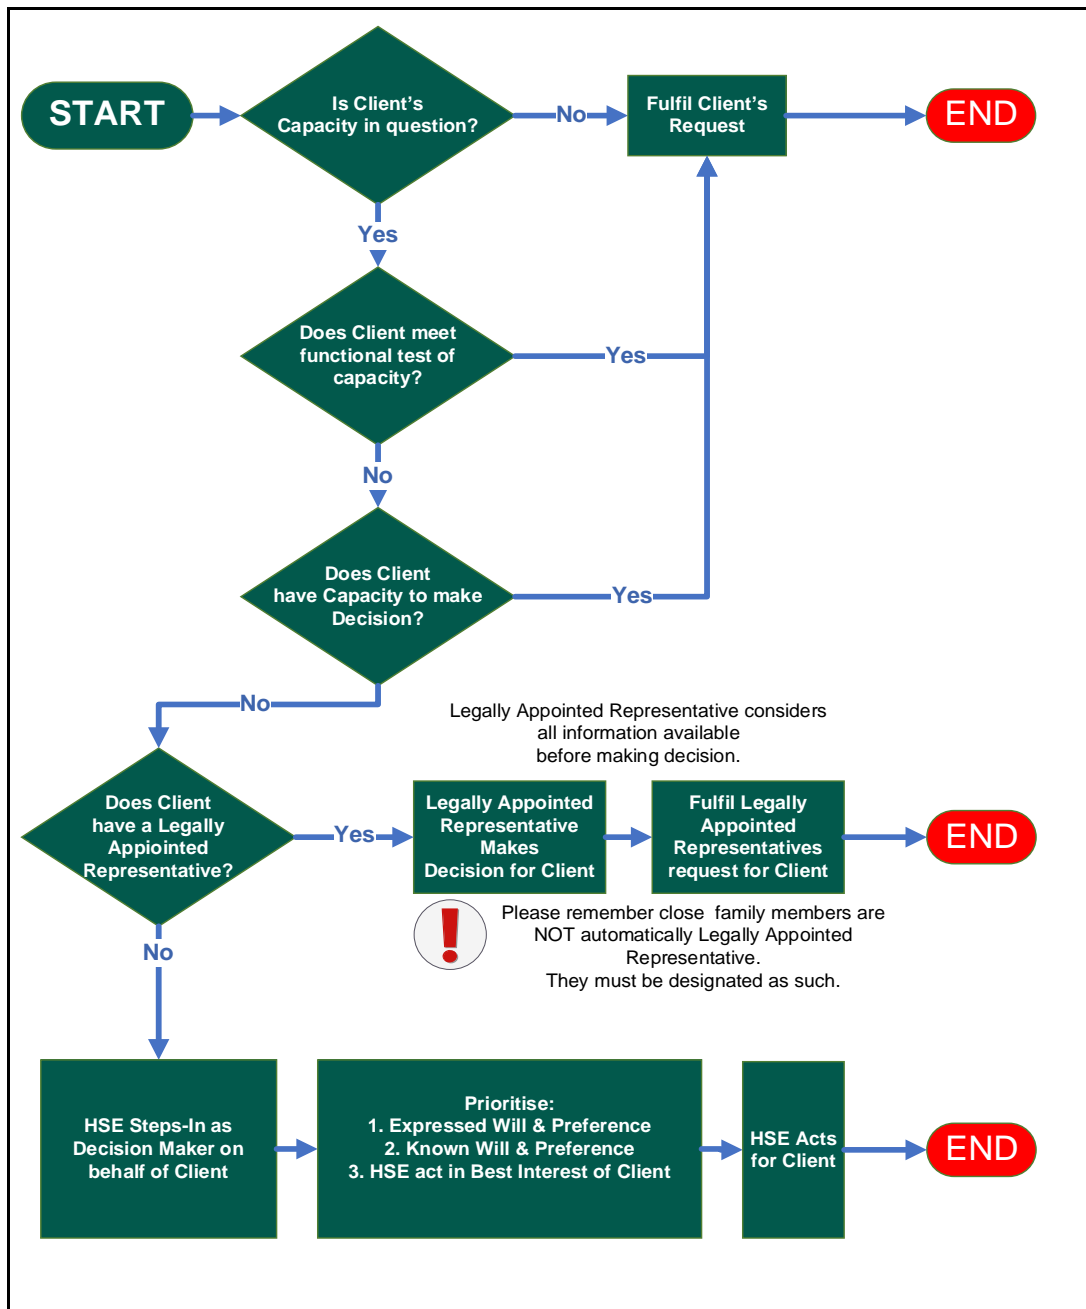 START
Is Client's
Capacity in question?
No
Fulfil Client's
Request
END
Yes
Does Client meet
functional test of
capacity?
Yes
No
Does Client
have Capacity to make
Decision?
Yes
No
Legally Appointed Representative considers
all information available
before making decision.
Does Client
have a Legally
Appiointed
Representative?
Yes
Legally Appointed
Representative
Makes
Decision for Client
Fulfil Legally
Appointed
Representatives
request for Client
END
Please remember close family members are
NOT automatically Legally Appointed
Representative.
They must be designated as such.
No
HSE Steps-In as
Decision Maker on
behalf of Client
Prioritise:
1. Expressed Will & Preference
2. Known Will & Preference
3. HSE act in Best Interest of Client
HSE Acts
for Client
END